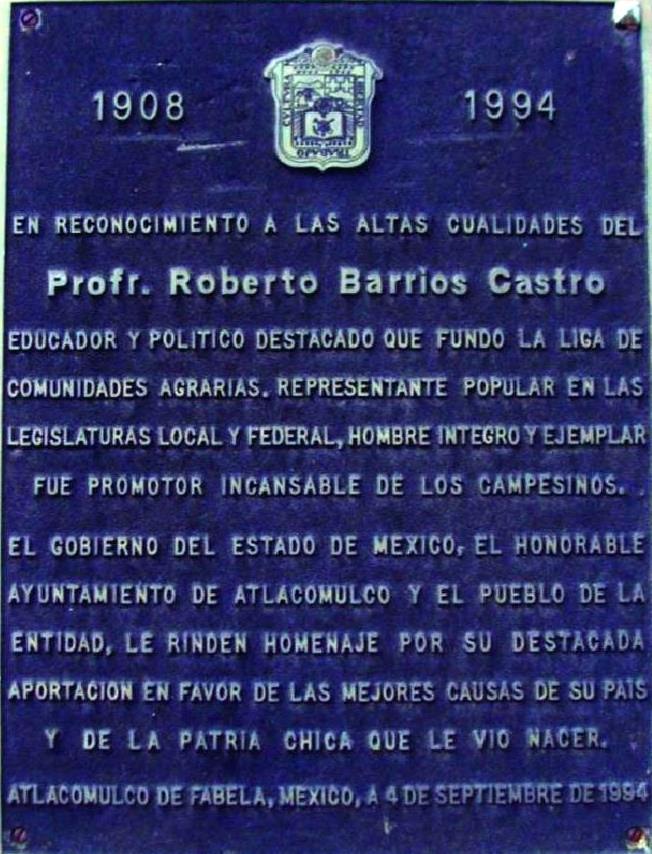 1908 1994
CULTURA LIBERTAD
TRABAJO
EN RECONOCIMIENTO A LAS ALTAS CUALIDADES DEL
Profr. Roberto Barrios Castro
EDUCADOR Y POLITICO DESTACADO QUE FUNDO LA LIGA DE
COMUNIDADES AGRARIAS. REPRESENTANTE POPULAR EN LAS
LEGISLATURAS LOCAL Y FEDERAL, HOMBRE INTEGRO Y EJEMPLAR
FUE PROMOTOR INCANSABLE DE LOS CAMPESINOS.
EL GOBIERNO DEL ESTADO DE MEXICO, EL HONORABLE
AYUNTAMIENTO DE ATLACOMULCO Y EL PUEBLO DE LA
ENTIDAD, LE RINDEN HOMENAJE POR SU DESTACADA
APORTACION EN FAVOR DE LAS MEJORES CAUSAS DE SU PAIS
Y DE LA PATRIA CHICA QUE LE VIO NACER.
ATLACOMULCO DE FABELA, MEXICO, A 4 DE SEPTIEMBRE DE 1994